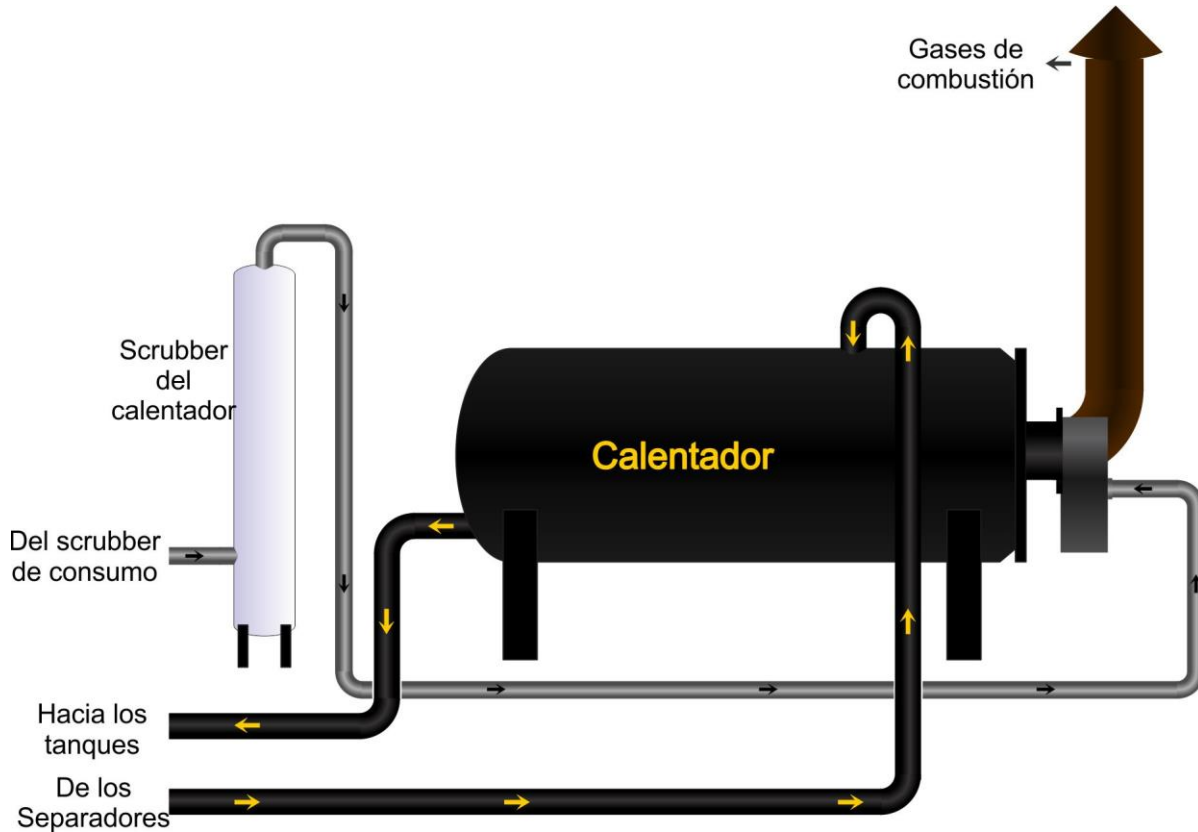 Gases de
combustión
Scrubber
del
calentador
Calentador
Del scrubber
de consumo
Hacia los
tanques
De los
Separadores